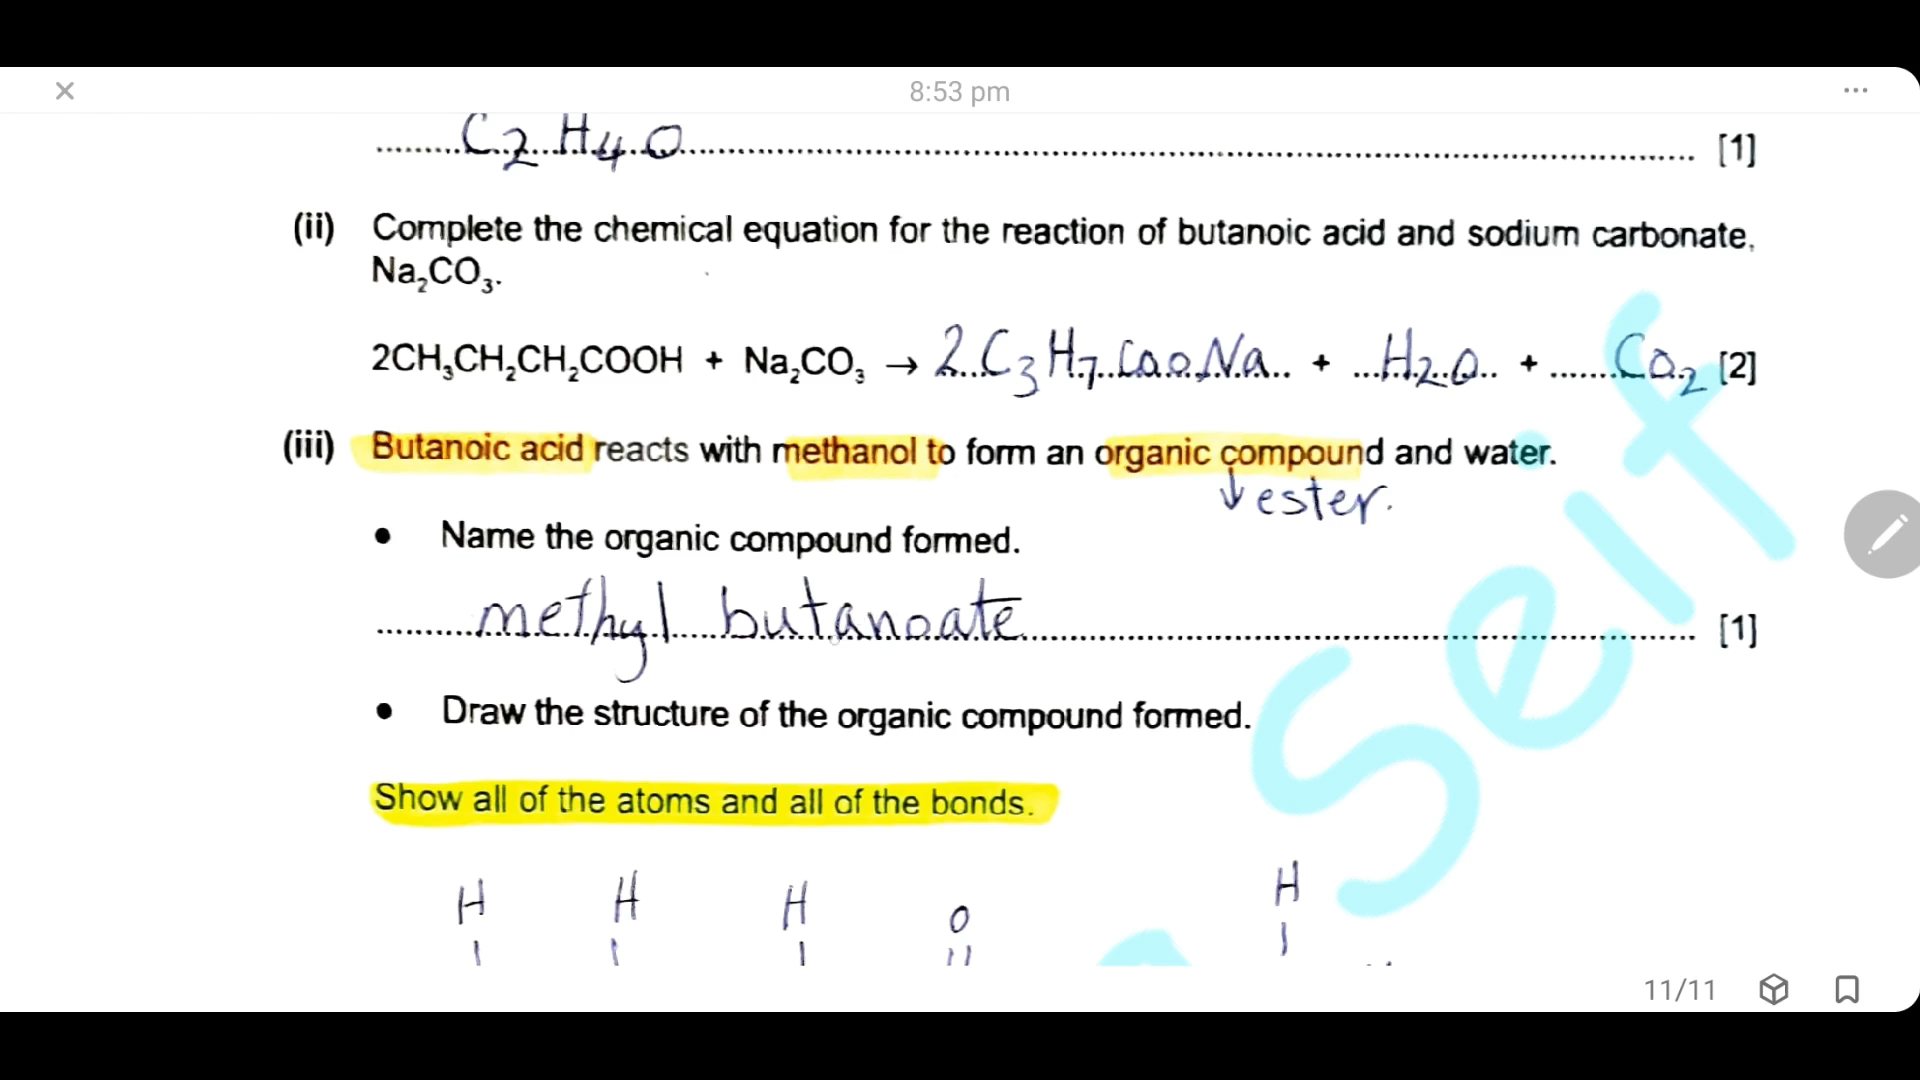 8:53 pm
C2H4O [1]
(ii) Complete the chemical equation for the reaction of butanoic acid and sodium carbonate,
Na₂CO₃.
2CH₃CH₂CH₂COOH + Na₂CO₃ → 2C3H7COONa + H2O + CO2 [2]
(iii) Butanoic acid reacts with methanol to form an organic compound and water.
↓ ester.
• Name the organic compound formed.
methyl butanoate [1]
• Draw the structure of the organic compound formed.
Show all of the atoms and all of the bonds.
H H H O H
Self
11/11